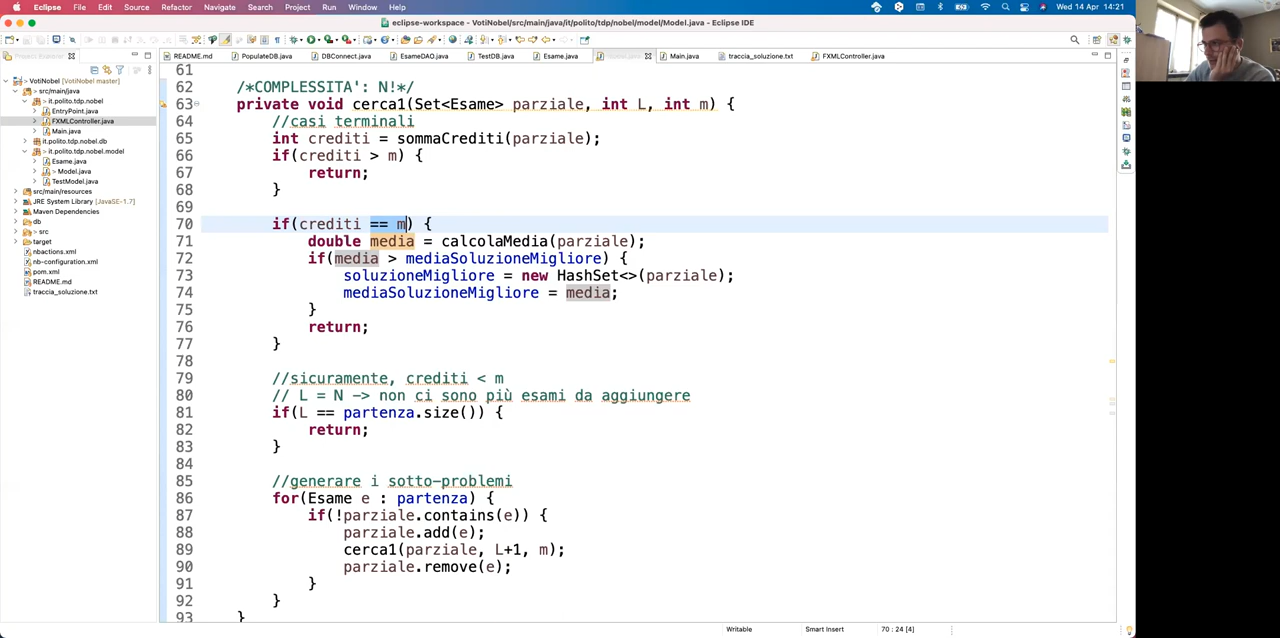 Eclipse File Edit Source Refactor Navigate Search Project Run Window Help Wed 14 Apr 14:21
eclipse-workspace - VotiNobel/src/main/java/it/polito/tdp/nobel/model/Model.java - Eclipse IDE
README.md PopulateDB.java DBConnect.java EsameDAO.java TestDB.java Esame.java Main.java traccia_soluzione.txt FXMLController.java
VotiNobel [VotiNobel master]
src/main/java
it.polito.tdp.nobel
EntryPoint.java
FXMLController.java
Main.java
it.polito.tdp.nobel.db
it.polito.tdp.nobel.model
Esame.java
> Model.java
TestModel.java
src/main/resources
JRE System Library [JavaSE-1.7]
Maven Dependencies
db
> src
target
nbactions.xml
nb-configuration.xml
pom.xml
README.md
traccia_soluzione.txt
61
62 /*COMPLESSITA': N!*/
63 private void cerca1(Set<Esame> parziale, int L, int m) {
64 //casi terminali
65 int crediti = sommaCrediti(parziale);
66 if(crediti > m) {
67 return;
68 }
69
70 if(crediti == m) {
71 double media = calcolaMedia(parziale);
72 if(media > mediaSoluzioneMigliore) {
73 soluzioneMigliore = new HashSet<>(parziale);
74 mediaSoluzioneMigliore = media;
75 }
76 return;
77 }
78
79 //sicuramente, crediti < m
80 // L = N -> non ci sono più esami da aggiungere
81 if(L == partenza.size()) {
82 return;
83 }
84
85 //generare i sotto-problemi
86 for(Esame e : partenza) {
87 if(!parziale.contains(e)) {
88 parziale.add(e);
89 cerca1(parziale, L+1, m);
90 parziale.remove(e);
91 }
92 }
93 }
Writable Smart Insert 70 : 24 [4]